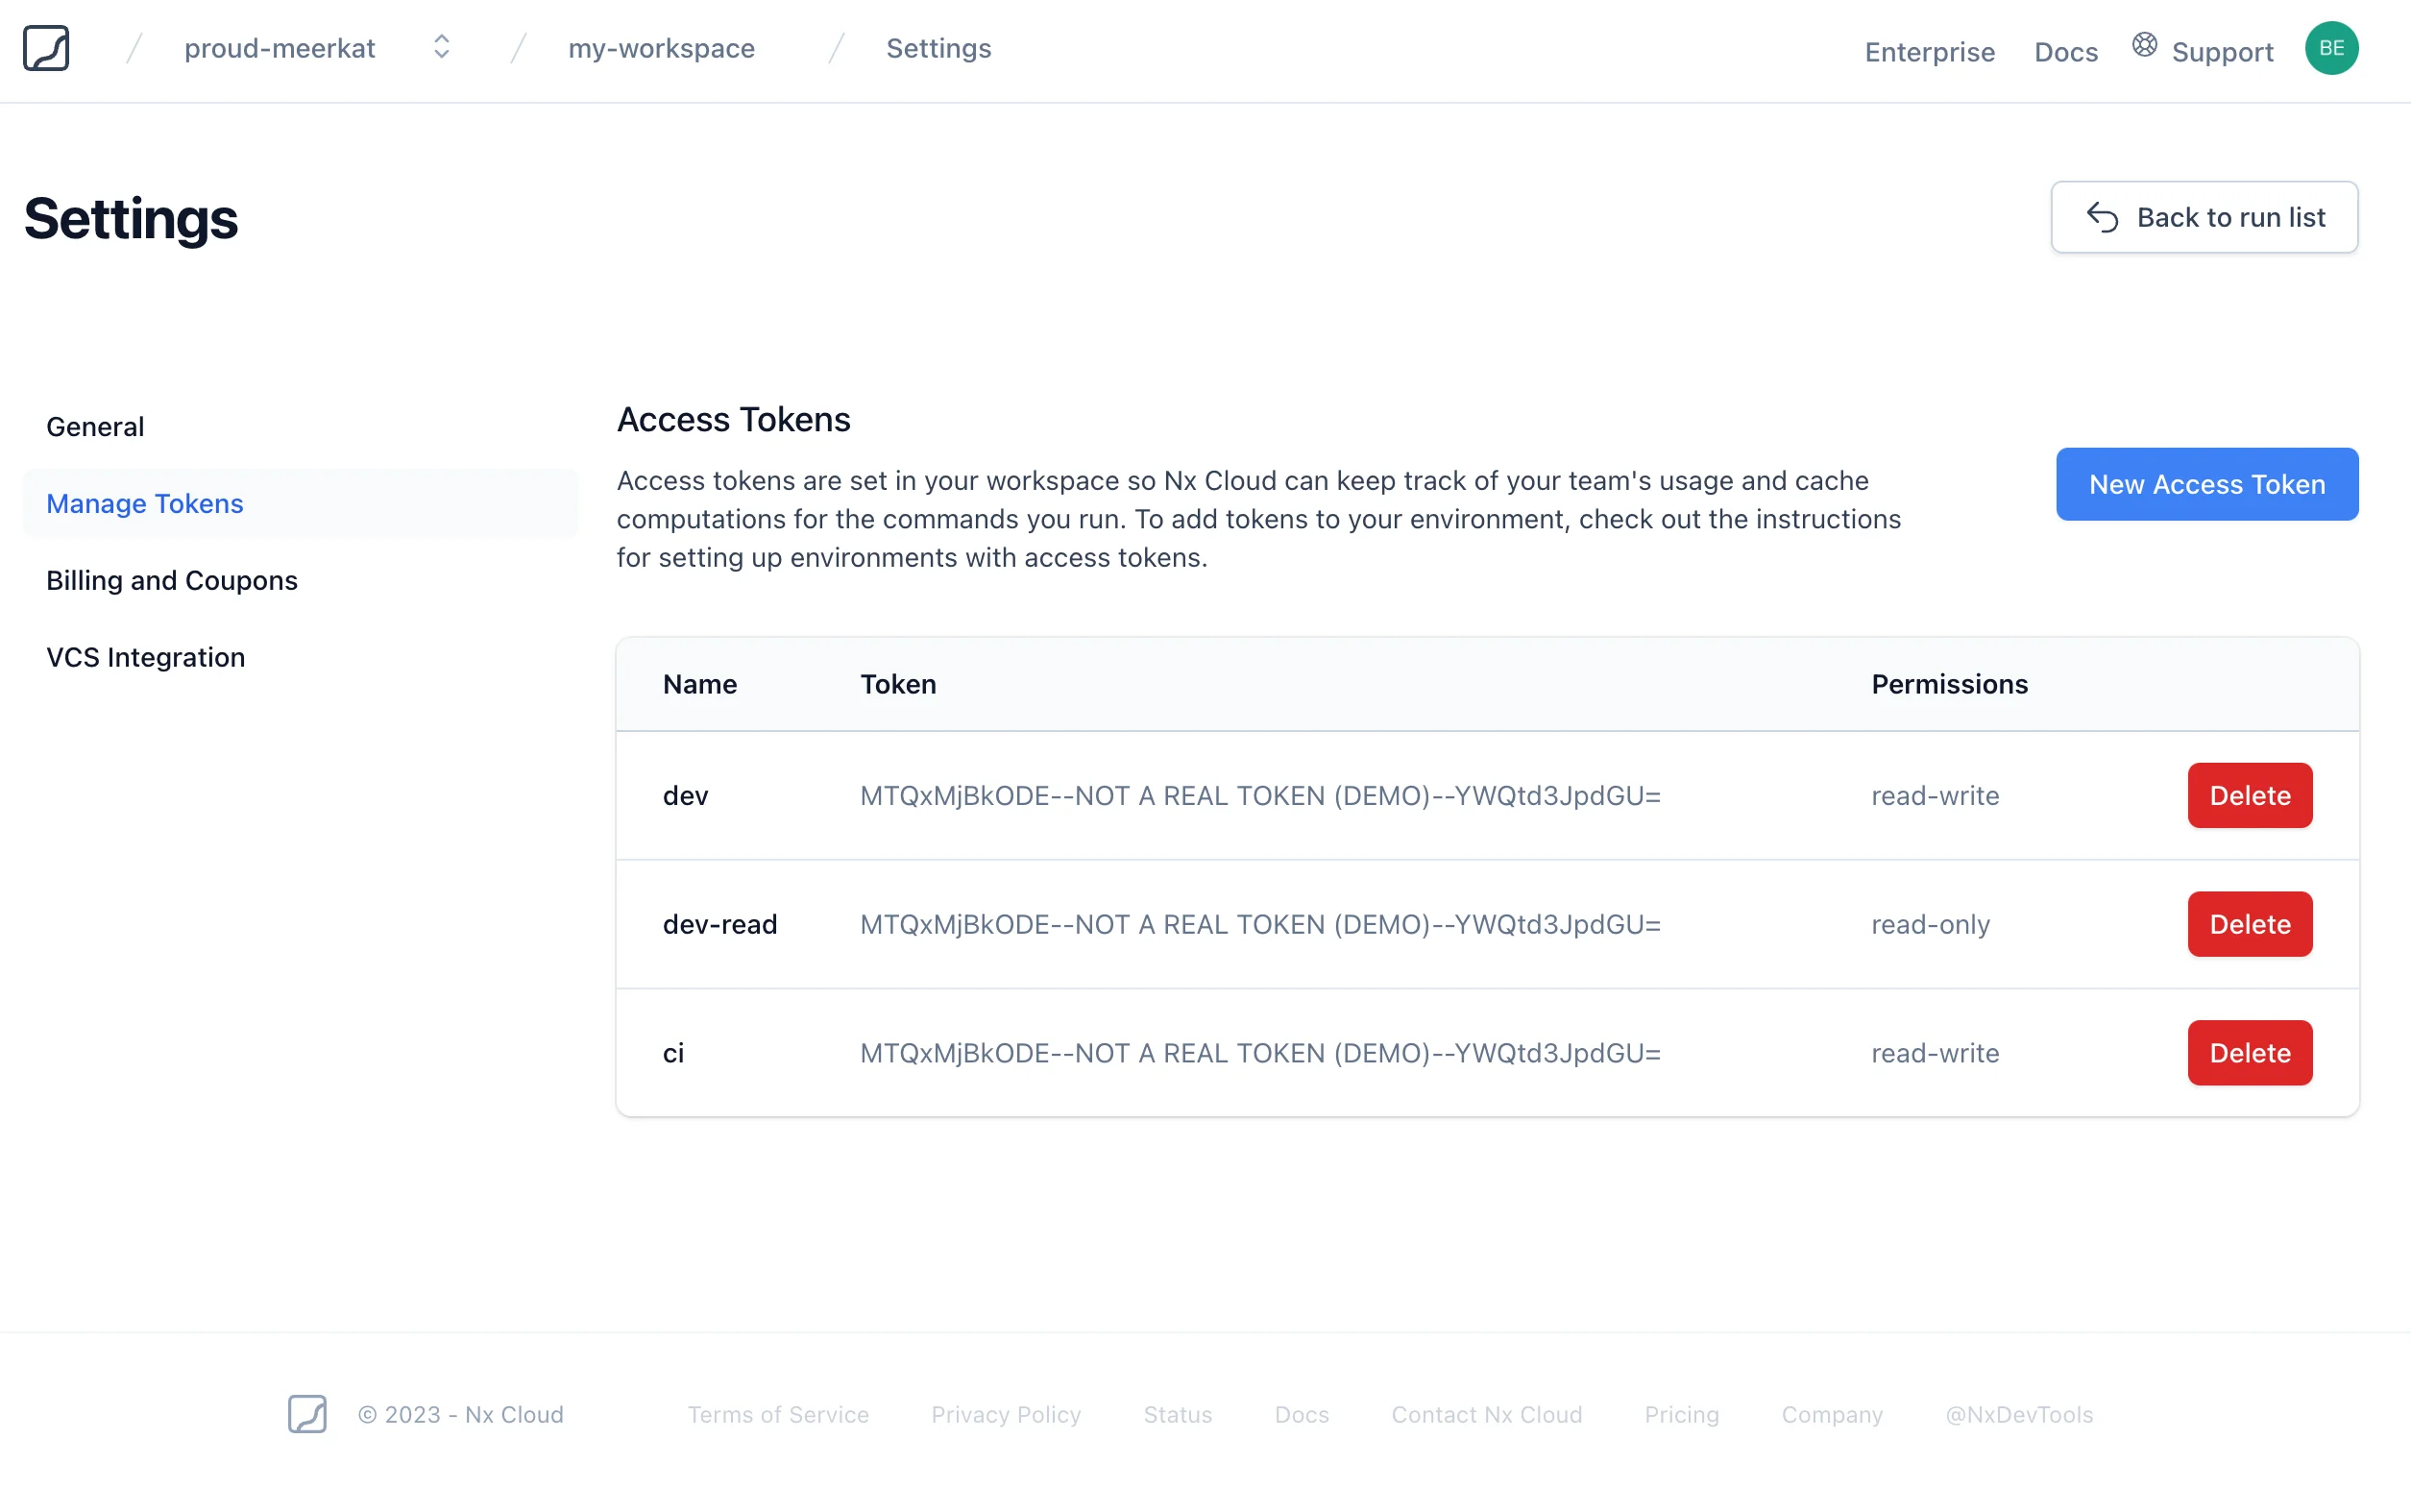 / proud-meerkat / my-workspace / Settings Enterprise Docs Support BE
Settings
Back to run list
General
Manage Tokens
Billing and Coupons
VCS Integration
Access Tokens
Access tokens are set in your workspace so Nx Cloud can keep track of your team's usage and cache
computations for the commands you run. To add tokens to your environment, check out the instructions
for setting up environments with access tokens.
New Access Token
Name Token Permissions
dev MTQxMjBkODE--NOT A REAL TOKEN (DEMO)--YWQtd3JpdGU= read-write Delete
dev-read MTQxMjBkODE--NOT A REAL TOKEN (DEMO)--YWQtd3JpdGU= read-only Delete
ci MTQxMjBkODE--NOT A REAL TOKEN (DEMO)--YWQtd3JpdGU= read-write Delete
© 2023 - Nx Cloud Terms of Service Privacy Policy Status Docs Contact Nx Cloud Pricing Company @NxDevTools